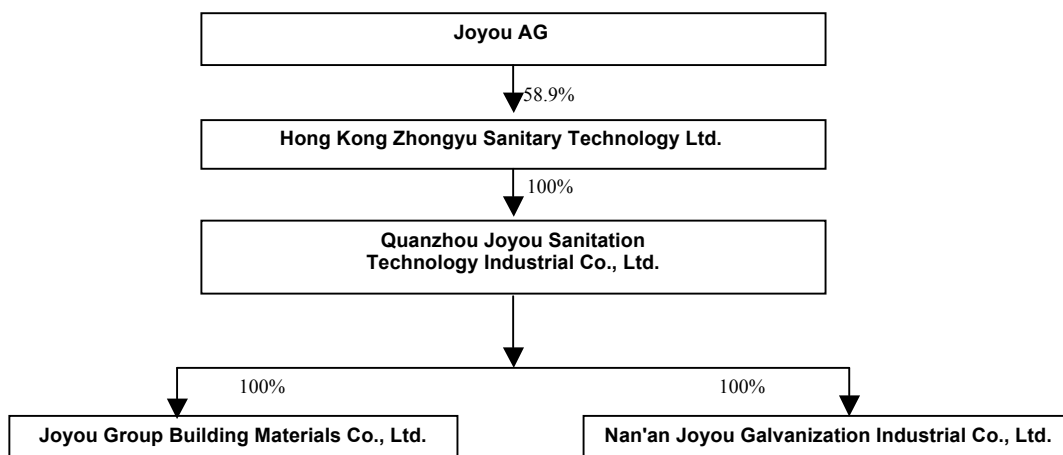 Joyou AG
58.9%
Hong Kong Zhongyu Sanitary Technology Ltd.
100%
Quanzhou Joyou Sanitation
Technology Industrial Co., Ltd.
100%
100%
Joyou Group Building Materials Co., Ltd.
Nan'an Joyou Galvanization Industrial Co., Ltd.